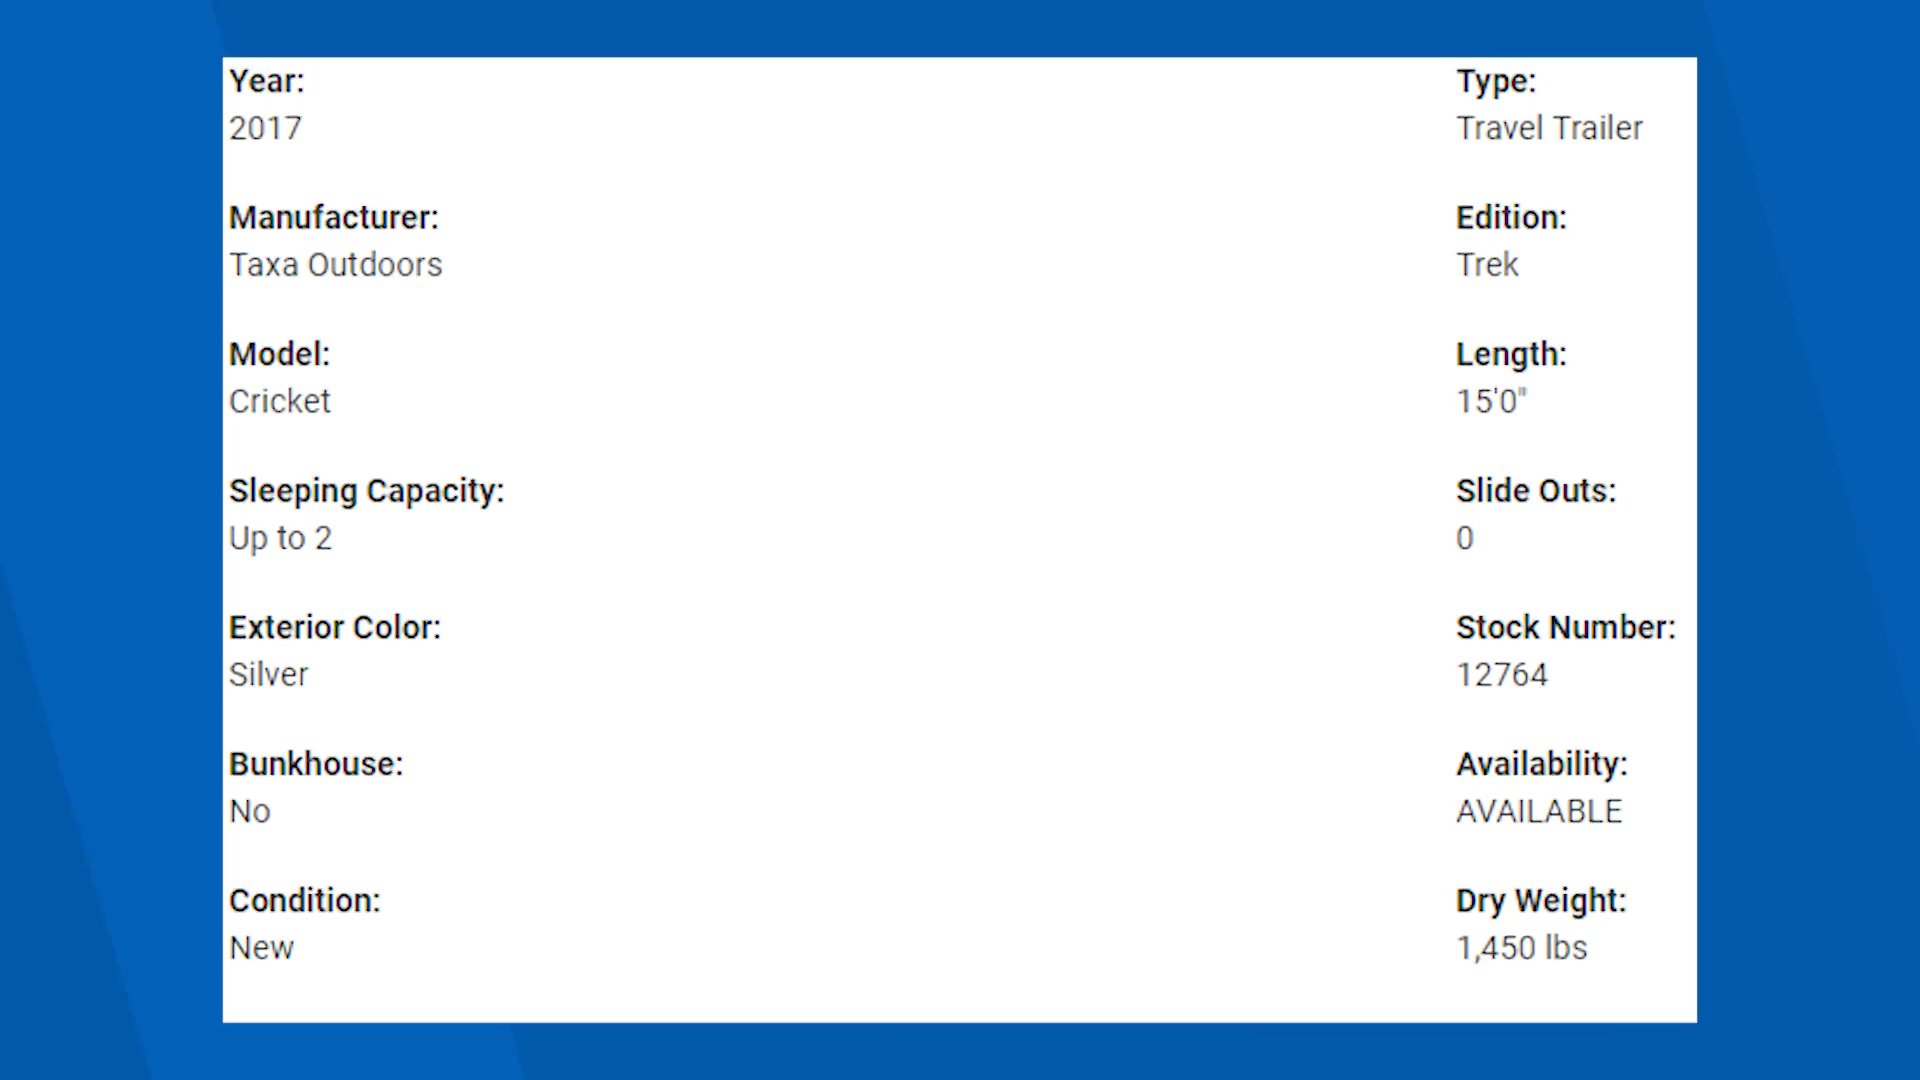 Year:
2017
Manufacturer:
Taxa Outdoors
Model:
Cricket
Sleeping Capacity:
Up to 2
Exterior Color:
Silver
Bunkhouse:
No
Condition:
New
Type:
Travel Trailer
Edition:
Trek
Length:
15'0"
Slide Outs:
0
Stock Number:
12764
Availability:
AVAILABLE
Dry Weight:
1,450 lbs